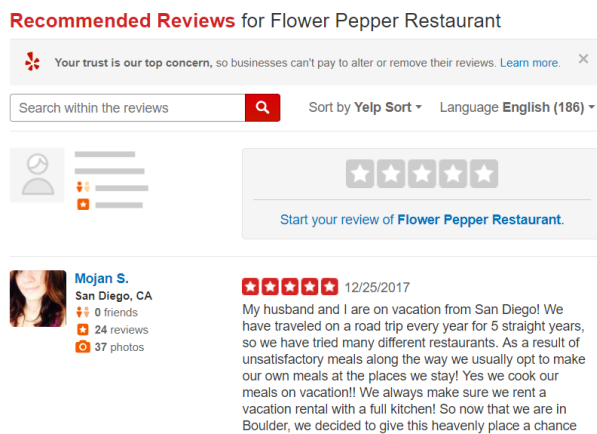 Recommended Reviews for Flower Pepper Restaurant
Your trust is our top concern, so businesses can't pay to alter or remove their reviews. Learn more.
Search within the reviews
Sort by Yelp Sort
Language English (186)
Start your review of Flower Pepper Restaurant.
Mojan S.
San Diego, CA
0 friends
24 reviews
37 photos
12/25/2017
My husband and I are on vacation from San Diego! We
have traveled on a road trip every year for 5 straight years,
so we have tried many different restaurants. As a result of
unsatisfactory meals along the way we usually opt to make
our own meals at the places we stay! Yes we cook our
meals on vacation!! We always make sure we rent a
vacation rental with a full kitchen! So now that we are in
Boulder, we decided to give this heavenly place a chance